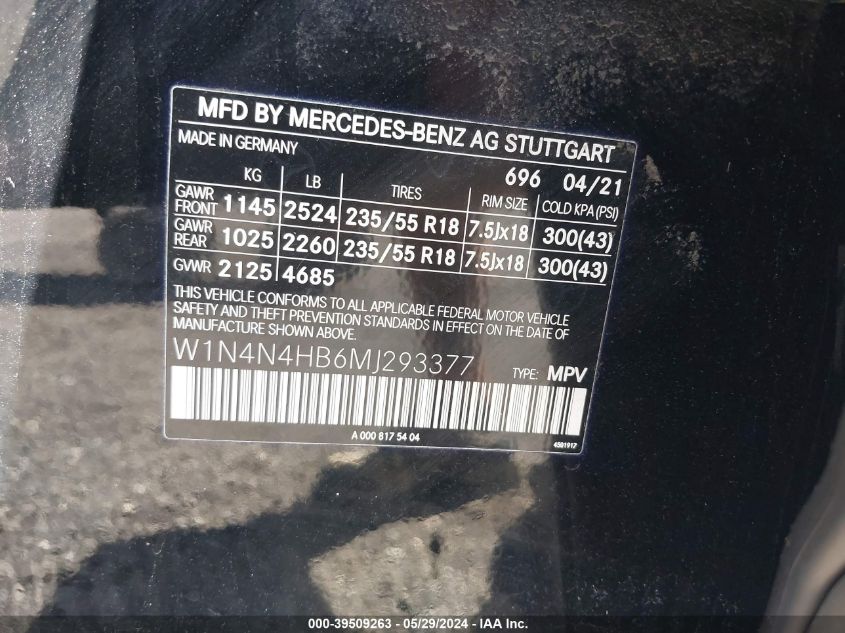 MFD BY MERCEDES-BENZ AG STUTTGART
MADE IN GERMANY 696 04/21
KG LB TIRES RIM SIZE COLD KPA (PSI)
GAWR FRONT 1145 2524 235/55 R18 7.5Jx18 300(43)
GAWR REAR 1025 2260 235/55 R18 7.5Jx18 300(43)
GVWR 2125 4685
THIS VEHICLE CONFORMS TO ALL APPLICABLE FEDERAL MOTOR VEHICLE
SAFETY AND THEFT PREVENTION STANDARDS IN EFFECT ON THE DATE OF
MANUFACTURE SHOWN ABOVE.
W1N4N4HB6MJ293377 TYPE: MPV
A 000 817 54 04 4501917
000-39509263 - 05/29/2024 - IAA Inc.